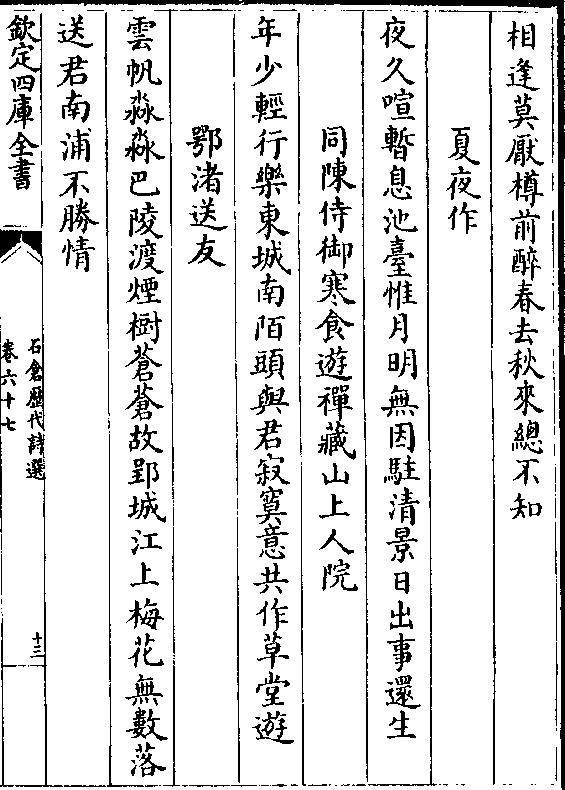 相逢莫厭樽前醉春去秋來總不知
夏夜作
夜久喧暫息池臺惟月明無因駐清景日出事還生
同陳侍御寒食遊禪藏山上人院
年少輕行樂東城南陌頭與君寂寞意共作草堂遊
鄂渚送友
雲帆淼淼巴陵渡煙樹蒼蒼故郢城江上梅花無數落
送君南浦不勝情
欽定四庫全書
石倉歷代詩選
卷六十七
十三